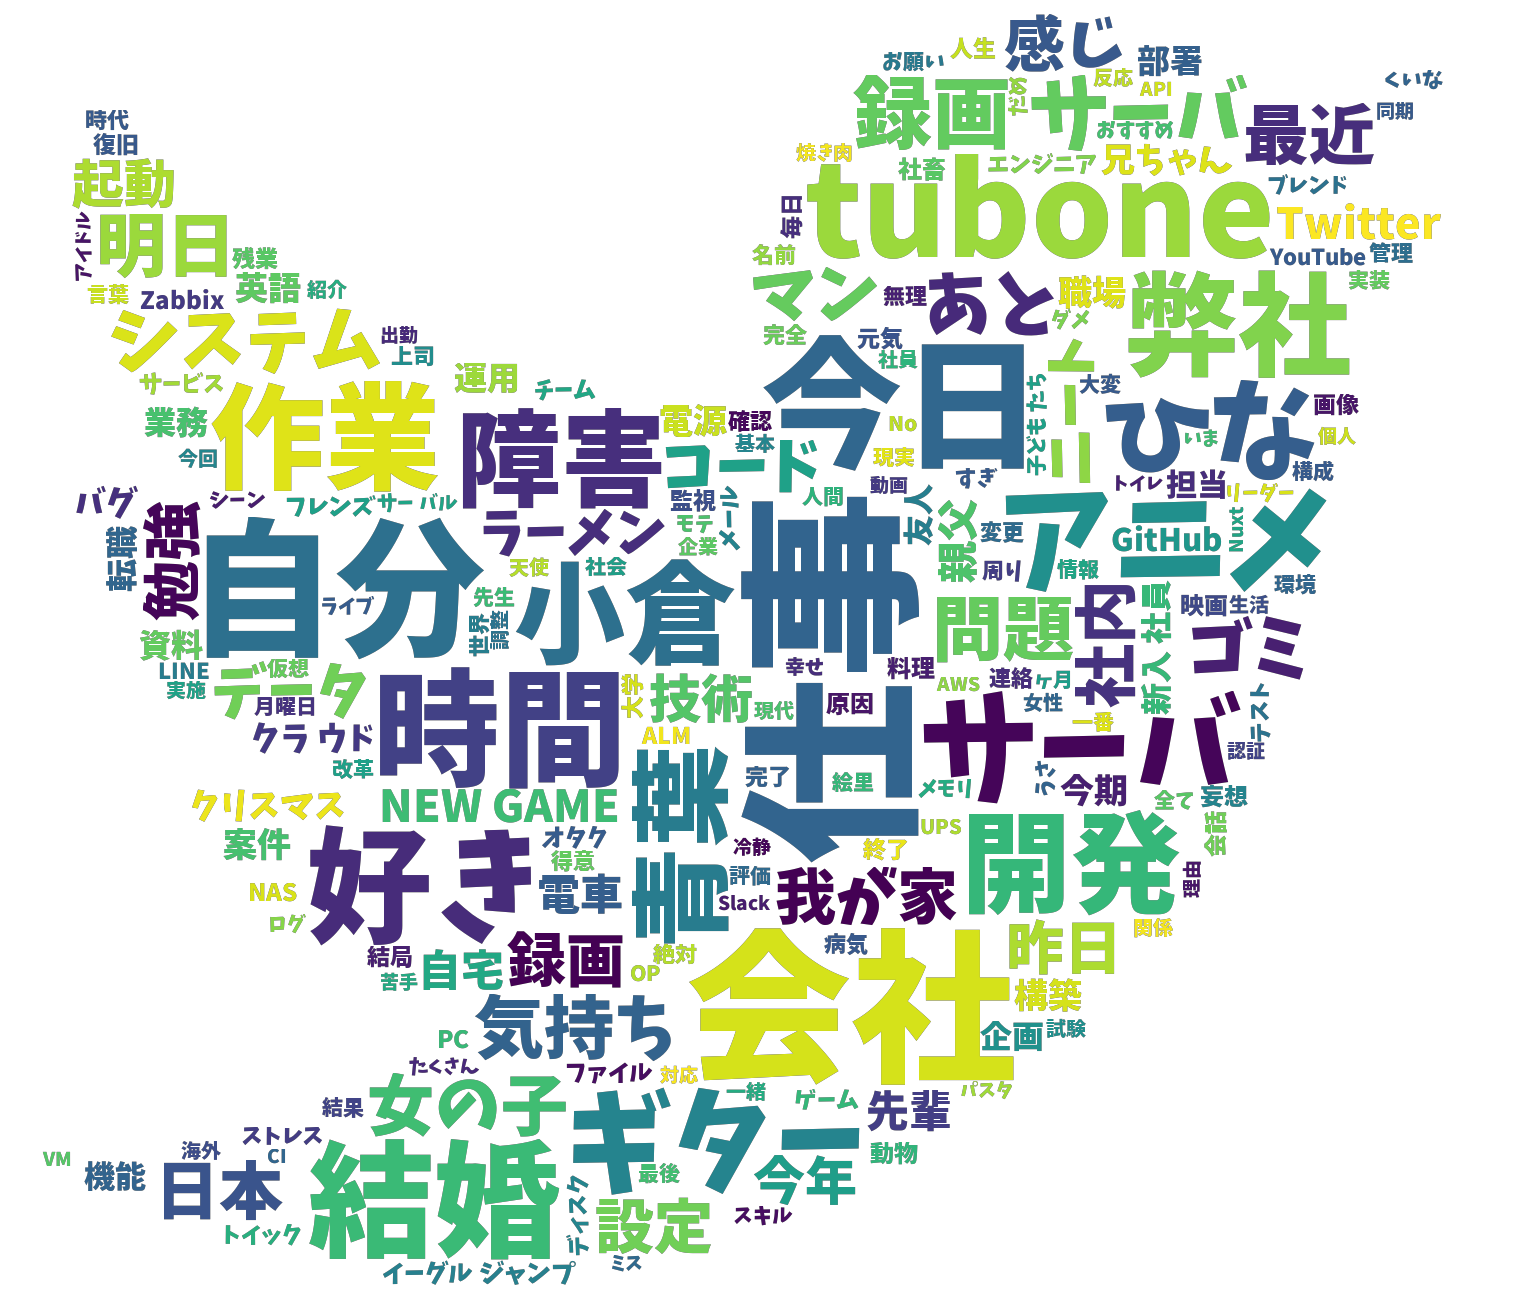 くいな
感じ
人生
部署
お願い
反応
API
録画サーバ
ため
おすすめ
最近
同期
時代
復旧
起動
明日
アイドル
残業
言葉
Zabbix
英語
紹介
焼き肉
社畜
エンジニア
兄ちゃん
ブレンド
tubone
毎日
名前
Twitter
YouTube
管理
実装
マン
無理
あと
職場
ダメ
弊社
完全
元気
社員
システム
出勤
上司
サービス
運用
チーム
今日
ニート
大変
ひな
画像
個人
いま
構成
No
現実
すぎ
子どもたち
業務
作業
今回
障害
電源
確認
基本
コード
人間
動画
友人
トイレ
担当
リーダー
バグ
シーン
フレンズ
サーバル
勉強
転職
ラーメン
監視
モテ
企業
メール
親父
変更
周り
アニメ
GitHub
Nuxt
情報
環境
自分
ライブ
天使
社会
先生
世界
調整
小倉
仕事
問題
社内
新入社員
映画
生活
ゴミ
資料
LINE
実施
データ
仮想
月曜日
クラウド
改革
時間
大学
技術
現代
ALM
幸せ
料理
原因
AWS
連絡
ヶ月
女性
一番
サーバ
テスト
認証
うさ
今期
メモリ
全て
妄想
会話
理由
クリスマス
NEW GAME
青葉
完了
絵里
UPS
案件
NAS
ログ
好き
オタク
得意
電車
冷静
評価
Slack
終了
我が家
開発
関係
昨日
結局
苦手
自宅
録画
絶対
OP
病気
会社
構築
企画
試験
PC
気持ち
たくさん
ファイル
対応
一緒
ゲーム
先輩
パスタ
結果
女の子
ギター
動物
今年
ストレス
海外
CI
VM
機能
日本
トイック
結婚
最後
ディスク
設定
スキル
ミス
イーグルジャンプ